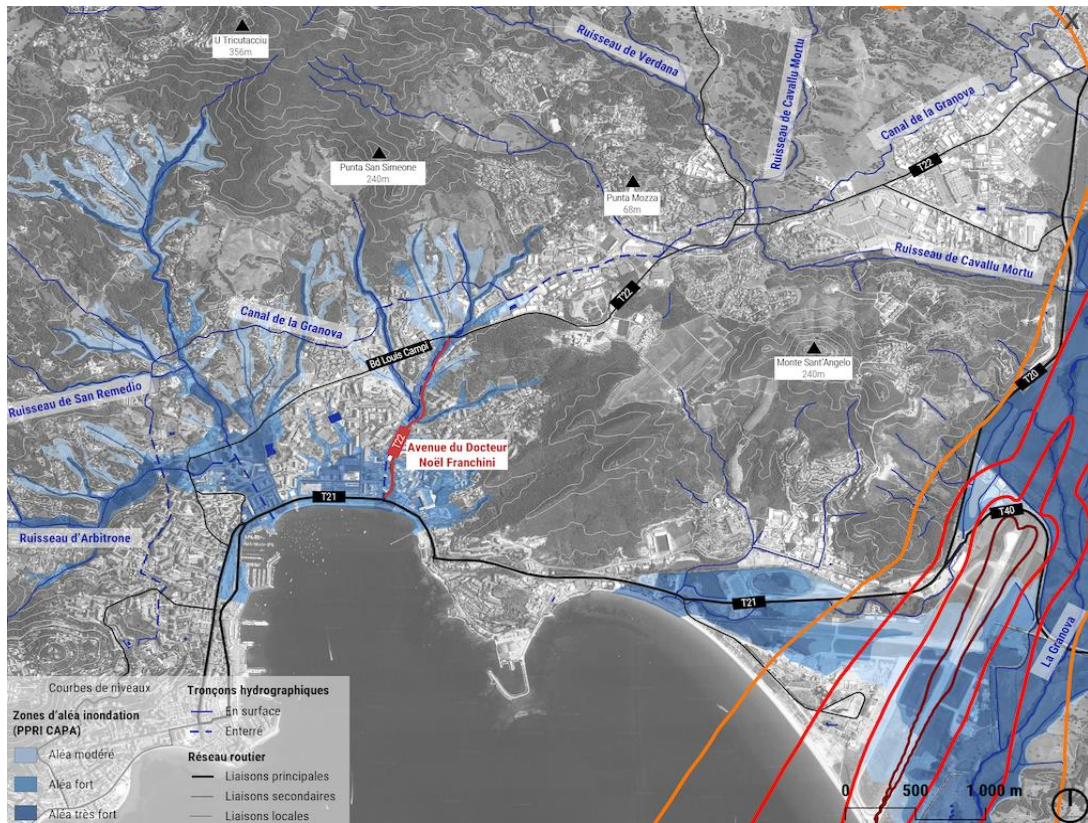 X
U Tricutacciu
356m
Ruisseau de Verdana
Ruisseau de Cavallu Mortu
Canal de la Granova
T22
Punta San Simeone
240m
Punta Mozza
68m
Ruisseau de Cavallu Mortu
T22
Canal de la Granova
Bd Louis Campi
Monte Sant'Angelo
240m
T20
Ruisseau de San Remedio
T22
Avenue du Docteur
Noël Franchini
T21
T40
Ruisseau d'Arbitrone
T21
La Granova
Courbes de niveaux
Zones d'aléa inondation
(PPRI CAPA)
Aléa modéré
Aléa fort
Aléa très fort
Tronçons hydrographiques
En surface
Enterré
Réseau routier
Liaisons principales
Liaisons secondaires
Liaisons locales
0 500 1 000 m